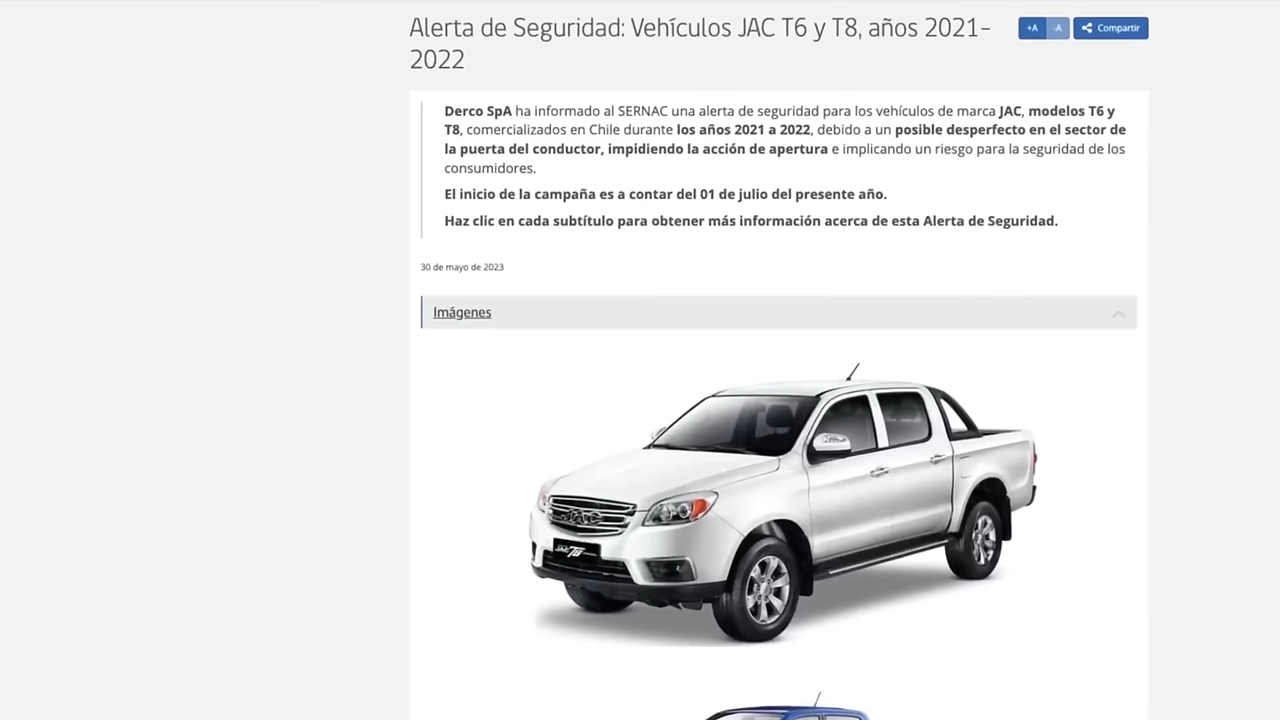 Alerta de Seguridad: Vehículos JAC T6 y T8, años 2021-
2022
+A -A Compartir
Derco SpA ha informado al SERNAC una alerta de seguridad para los vehículos de marca JAC, modelos T6 y
T8, comercializados en Chile durante los años 2021 a 2022, debido a un posible desperfecto en el sector de
la puerta del conductor, impidiendo la acción de apertura e implicando un riesgo para la seguridad de los
consumidores.
El inicio de la campaña es a contar del 01 de julio del presente año.
Haz clic en cada subtítulo para obtener más información acerca de esta Alerta de Seguridad.
30 de mayo de 2023
Imágenes
JAC
JAC T6